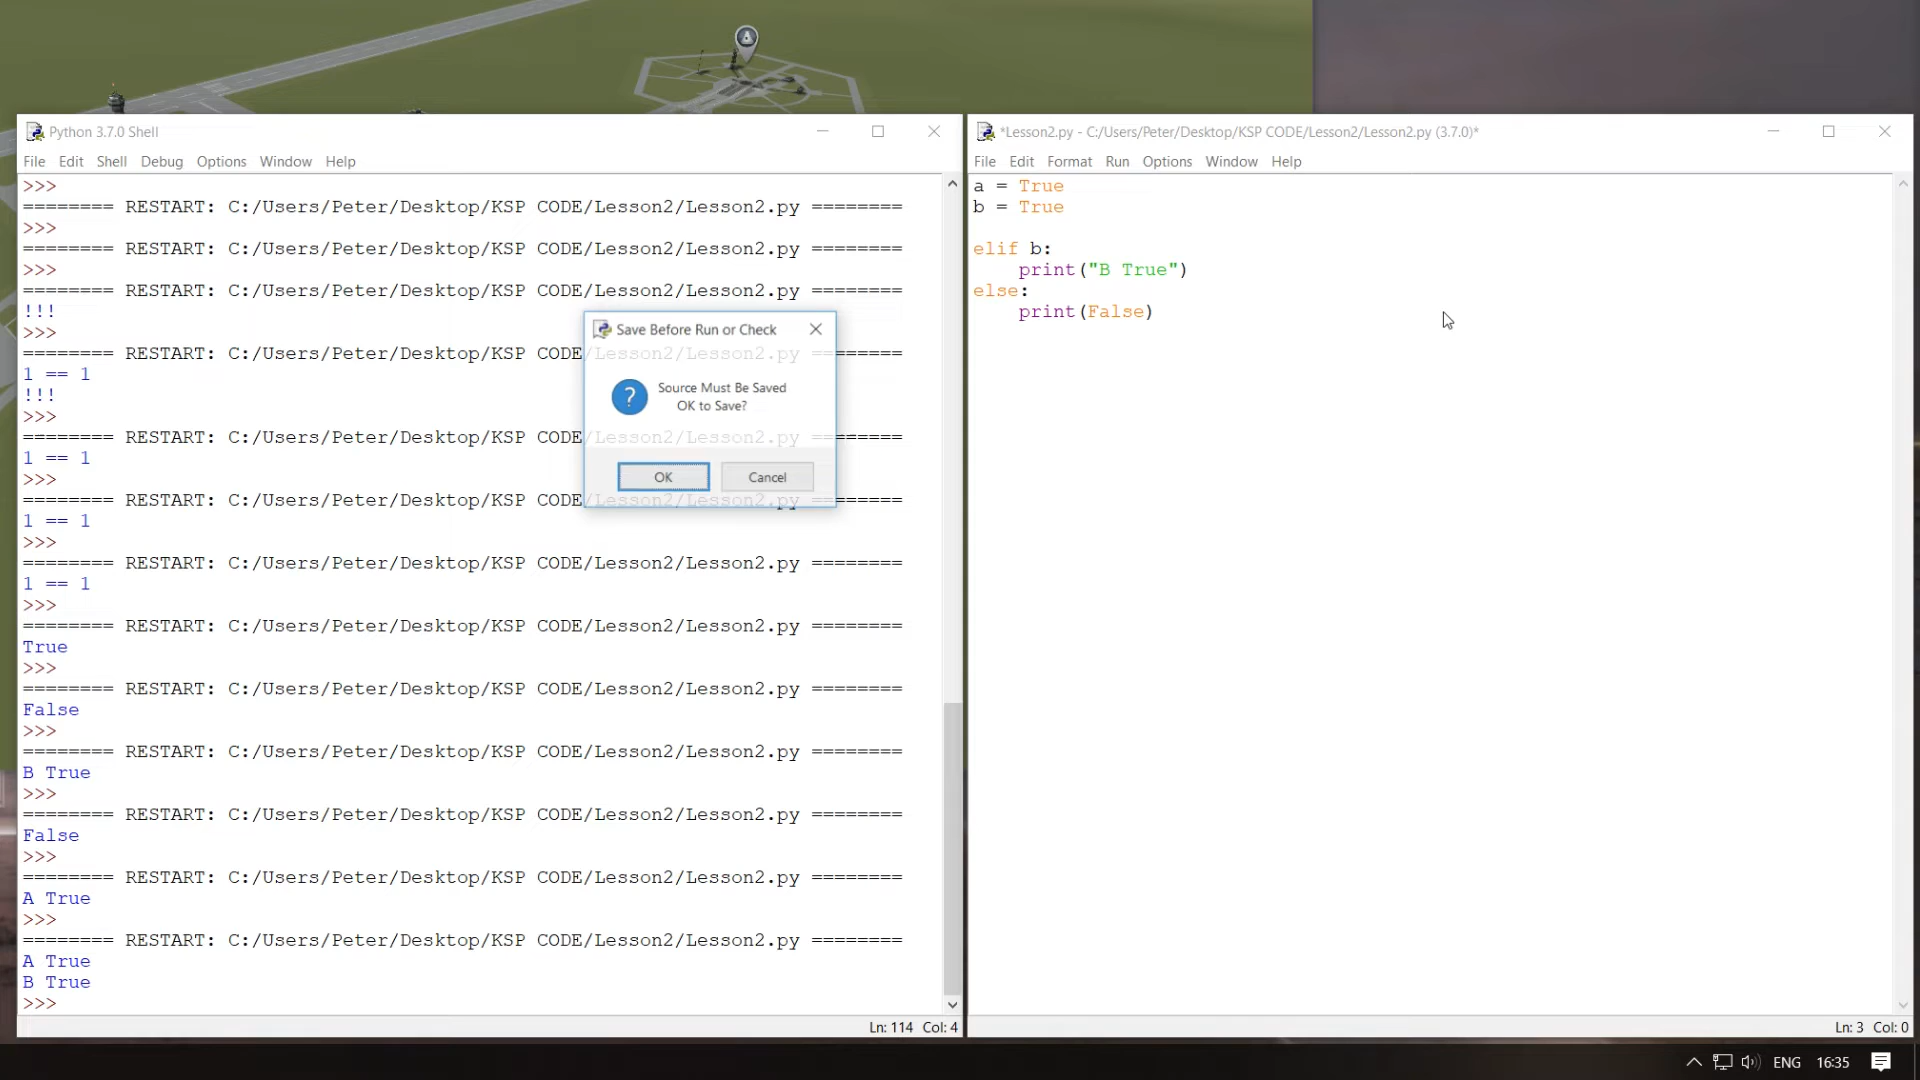 Python 3.7.0 Shell
File Edit Shell Debug Options Window Help
>>>
======== RESTART: C:/Users/Peter/Desktop/KSP CODE/Lesson2/Lesson2.py ========
>>>
======== RESTART: C:/Users/Peter/Desktop/KSP CODE/Lesson2/Lesson2.py ========
>>>
======== RESTART: C:/Users/Peter/Desktop/KSP CODE/Lesson2/Lesson2.py ========
!!!
>>>
======== RESTART: C:/Users/Peter/Desktop/KSP CODE/Lesson2/Lesson2.py ========
1 == 1
!!!
>>>
======== RESTART: C:/Users/Peter/Desktop/KSP CODE/Lesson2/Lesson2.py ========
1 == 1
>>>
======== RESTART: C:/Users/Peter/Desktop/KSP CODE/Lesson2/Lesson2.py ========
1 == 1
>>>
======== RESTART: C:/Users/Peter/Desktop/KSP CODE/Lesson2/Lesson2.py ========
1 == 1
>>>
======== RESTART: C:/Users/Peter/Desktop/KSP CODE/Lesson2/Lesson2.py ========
True
>>>
======== RESTART: C:/Users/Peter/Desktop/KSP CODE/Lesson2/Lesson2.py ========
False
>>>
======== RESTART: C:/Users/Peter/Desktop/KSP CODE/Lesson2/Lesson2.py ========
B True
>>>
======== RESTART: C:/Users/Peter/Desktop/KSP CODE/Lesson2/Lesson2.py ========
False
>>>
======== RESTART: C:/Users/Peter/Desktop/KSP CODE/Lesson2/Lesson2.py ========
A True
>>>
======== RESTART: C:/Users/Peter/Desktop/KSP CODE/Lesson2/Lesson2.py ========
A True
B True
>>>
Ln: 114 Col: 4
Save Before Run or Check
Source Must Be Saved
OK to Save?
OK Cancel
*Lesson2.py - C:/Users/Peter/Desktop/KSP CODE/Lesson2/Lesson2.py (3.7.0)*
File Edit Format Run Options Window Help
a = True
b = True
elif b:
    print("B True")
else:
    print(False)
Ln: 3 Col: 0
ENG 16:35